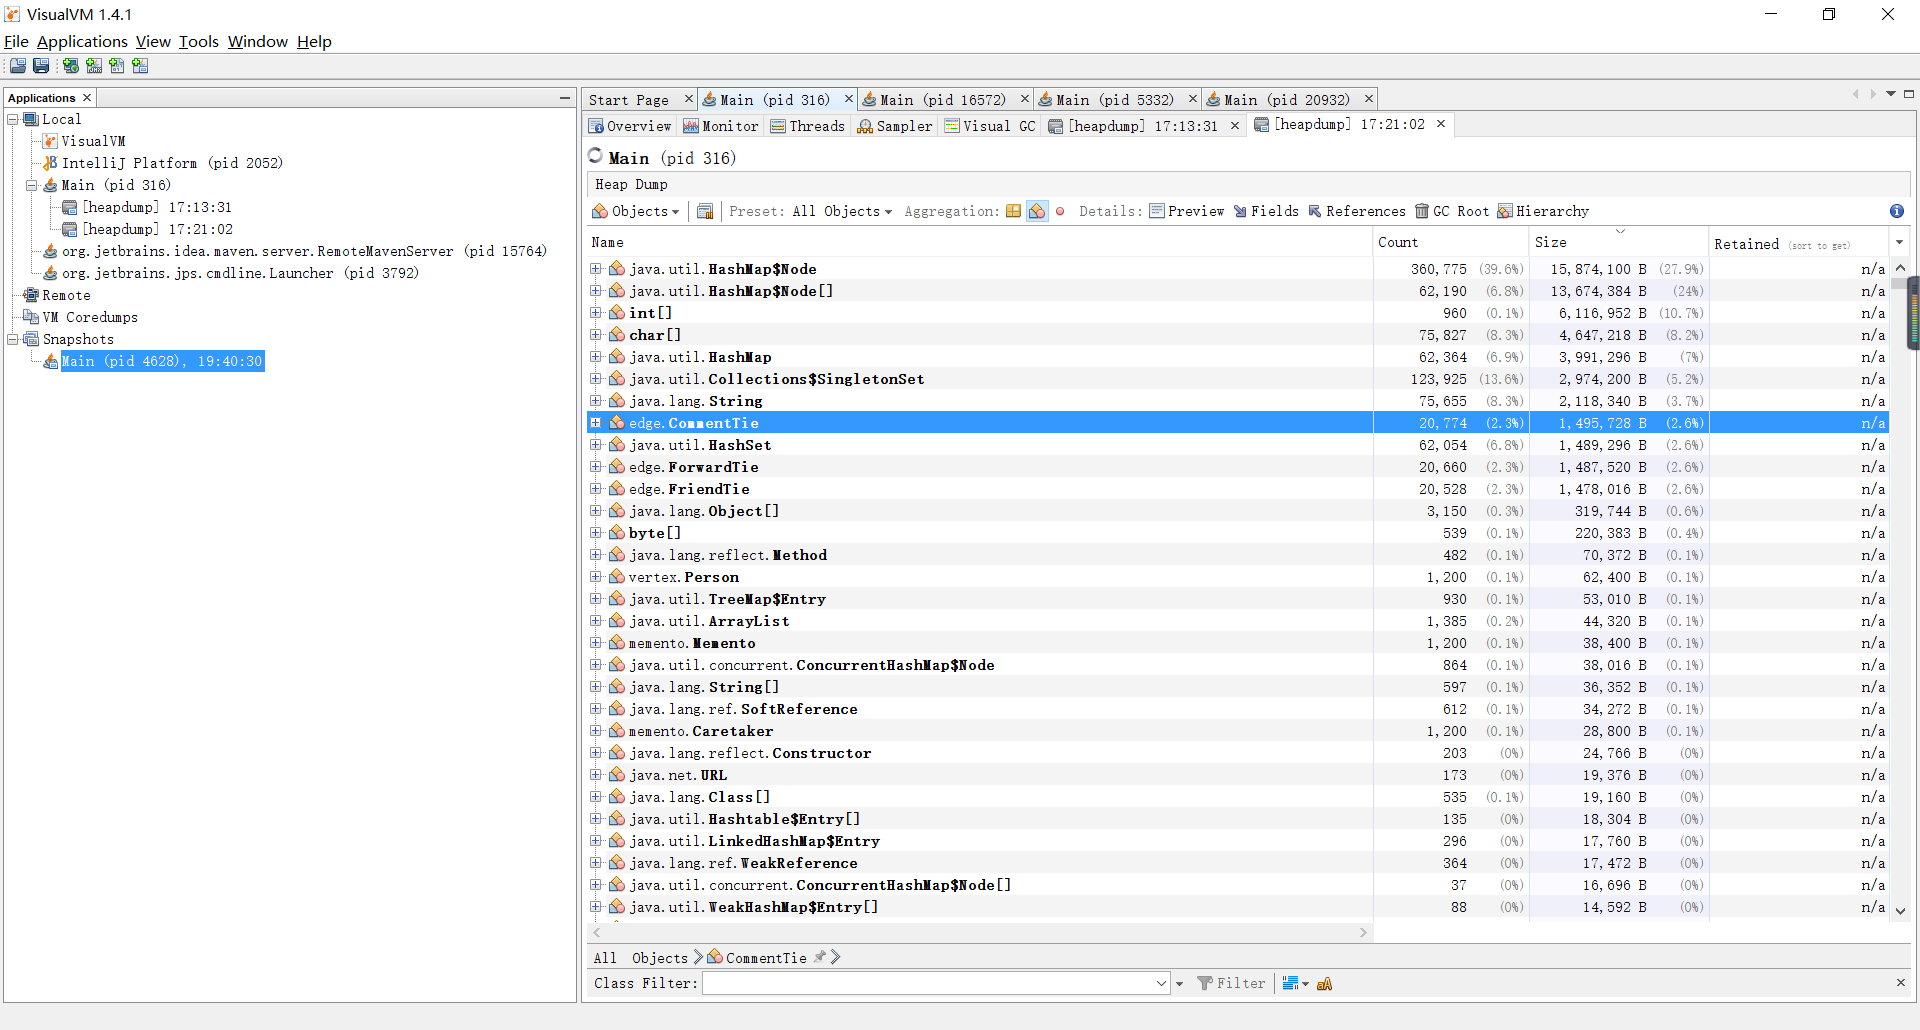 VisualVM 1.4.1
File Applications View Tools Window Help
Applications
Local
VisualVM
IntelliJ Platform (pid 2052)
Main (pid 316)
[heapdump] 17:13:31
[heapdump] 17:21:02
org.jetbrains.idea.maven.server.RemoteMavenServer (pid 15764)
org.jetbrains.jps.cmdline.Launcher (pid 3792)
Remote
VM Coredumps
Snapshots
Main (pid 4628), 19:40:30
Start Page Main (pid 316) Main (pid 16572) Main (pid 5332) Main (pid 20932)
Overview Monitor Threads Sampler Visual GC [heapdump] 17:13:31 [heapdump] 17:21:02
Main (pid 316)
Heap Dump
Objects Preset: All Objects Aggregation: Details: Preview Fields References GC Root Hierarchy
Name Count Size Retained (sort to get)
java.util.HashMap$Node 360,775 (39.6%) 15,874,100 B (27.9%) n/a
java.util.HashMap$Node[] 62,190 (6.8%) 13,674,384 B (24%) n/a
int[] 960 (0.1%) 6,116,952 B (10.7%) n/a
char[] 75,827 (8.3%) 4,647,218 B (8.2%) n/a
java.util.HashMap 62,364 (6.9%) 3,991,296 B (7%) n/a
java.util.Collections$SingletonSet 123,925 (13.6%) 2,974,200 B (5.2%) n/a
java.lang.String 75,655 (8.3%) 2,118,340 B (3.7%) n/a
edge.CommentTie 20,774 (2.3%) 1,495,728 B (2.6%) n/a
java.util.HashSet 62,054 (6.8%) 1,489,296 B (2.6%) n/a
edge.ForwardTie 20,660 (2.3%) 1,487,520 B (2.6%) n/a
edge.FriendTie 20,528 (2.3%) 1,478,016 B (2.6%) n/a
java.lang.Object[] 3,150 (0.3%) 319,744 B (0.6%) n/a
byte[] 539 (0.1%) 220,383 B (0.4%) n/a
java.lang.reflect.Method 482 (0.1%) 70,372 B (0.1%) n/a
vertex.Person 1,200 (0.1%) 62,400 B (0.1%) n/a
java.util.TreeMap$Entry 930 (0.1%) 53,010 B (0.1%) n/a
java.util.ArrayList 1,385 (0.2%) 44,320 B (0.1%) n/a
memento.Memento 1,200 (0.1%) 38,400 B (0.1%) n/a
java.util.concurrent.ConcurrentHashMap$Node 864 (0.1%) 38,016 B (0.1%) n/a
java.lang.String[] 597 (0.1%) 36,352 B (0.1%) n/a
java.lang.ref.SoftReference 612 (0.1%) 34,272 B (0.1%) n/a
memento.Caretaker 1,200 (0.1%) 28,800 B (0.1%) n/a
java.lang.reflect.Constructor 203 (0%) 24,766 B (0%) n/a
java.net.URL 173 (0%) 19,376 B (0%) n/a
java.lang.Class[] 535 (0.1%) 19,160 B (0%) n/a
java.util.Hashtable$Entry[] 135 (0%) 18,304 B (0%) n/a
java.util.LinkedHashMap$Entry 296 (0%) 17,760 B (0%) n/a
java.lang.ref.WeakReference 364 (0%) 17,472 B (0%) n/a
java.util.concurrent.ConcurrentHashMap$Node[] 37 (0%) 16,696 B (0%) n/a
java.util.WeakHashMap$Entry[] 88 (0%) 14,592 B (0%) n/a
All Objects CommentTie
Class Filter: Filter aA